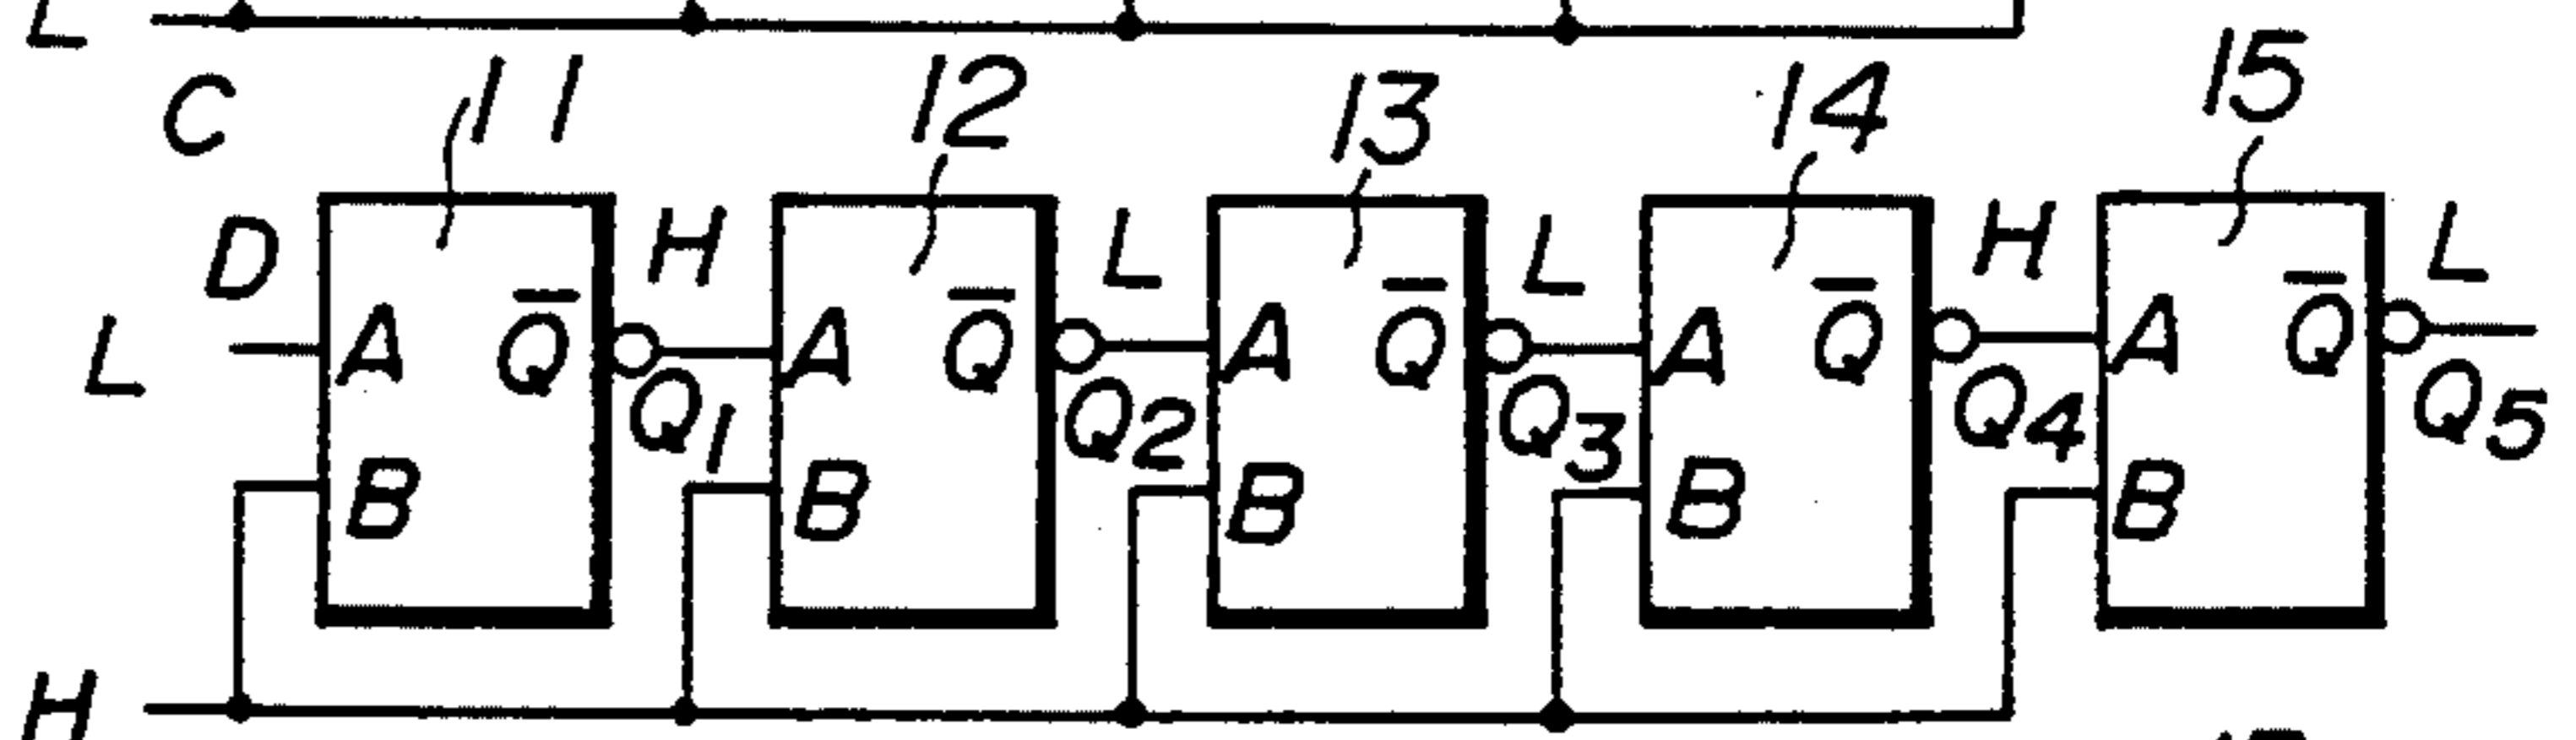 L
C
11 12 13 14 15
D H L L H L
L A Q̅ A Q̅ A Q̅ A Q̅ A Q̅
Q1 Q2 Q3 Q4 Q5
B B B B B
H